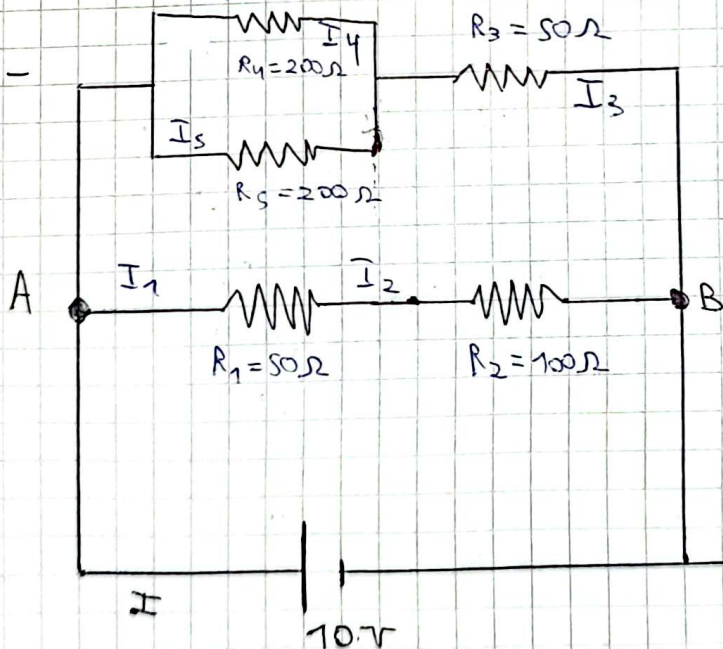 I4
R3 = 50Ω
R4 = 200Ω
I3
I5
R5 = 200Ω
A
I1
I2
B
R1 = 50Ω
R2 = 100Ω
I
10V